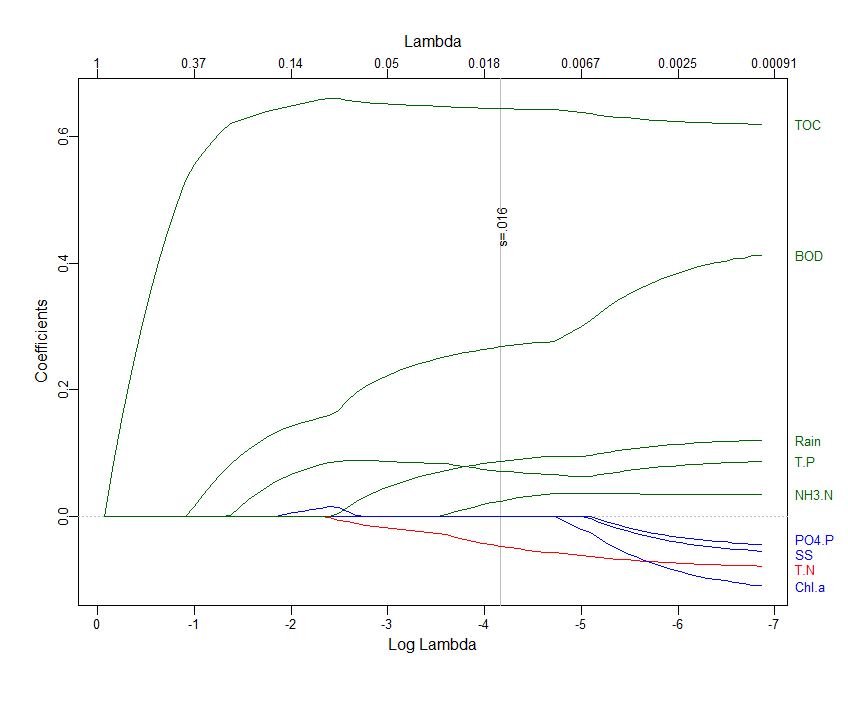 Lambda
1 0.37 0.14 0.05 0.018 0.0067 0.0025 0.00091
Coefficients
0.6
0.4
0.2
0.0
s=.016
TOC
BOD
Rain
T.P
NH3.N
PO4.P
SS
T.N
Chl.a
0 -1 -2 -3 -4 -5 -6 -7
Log Lambda